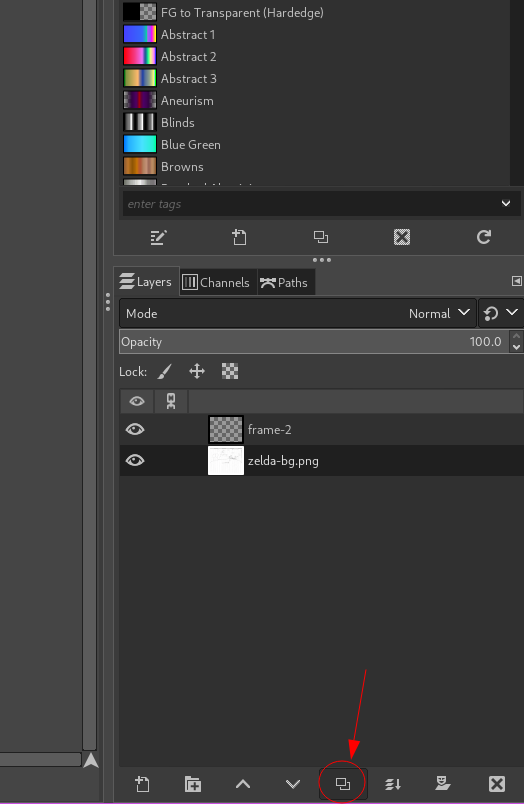 FG to Transparent (Hardedge)
Abstract 1
Abstract 2
Abstract 3
Aneurism
Blinds
Blue Green
Browns
enter tags
Layers Channels Paths
Mode Normal
Opacity 100.0
Lock:
frame-2
zelda-bg.png